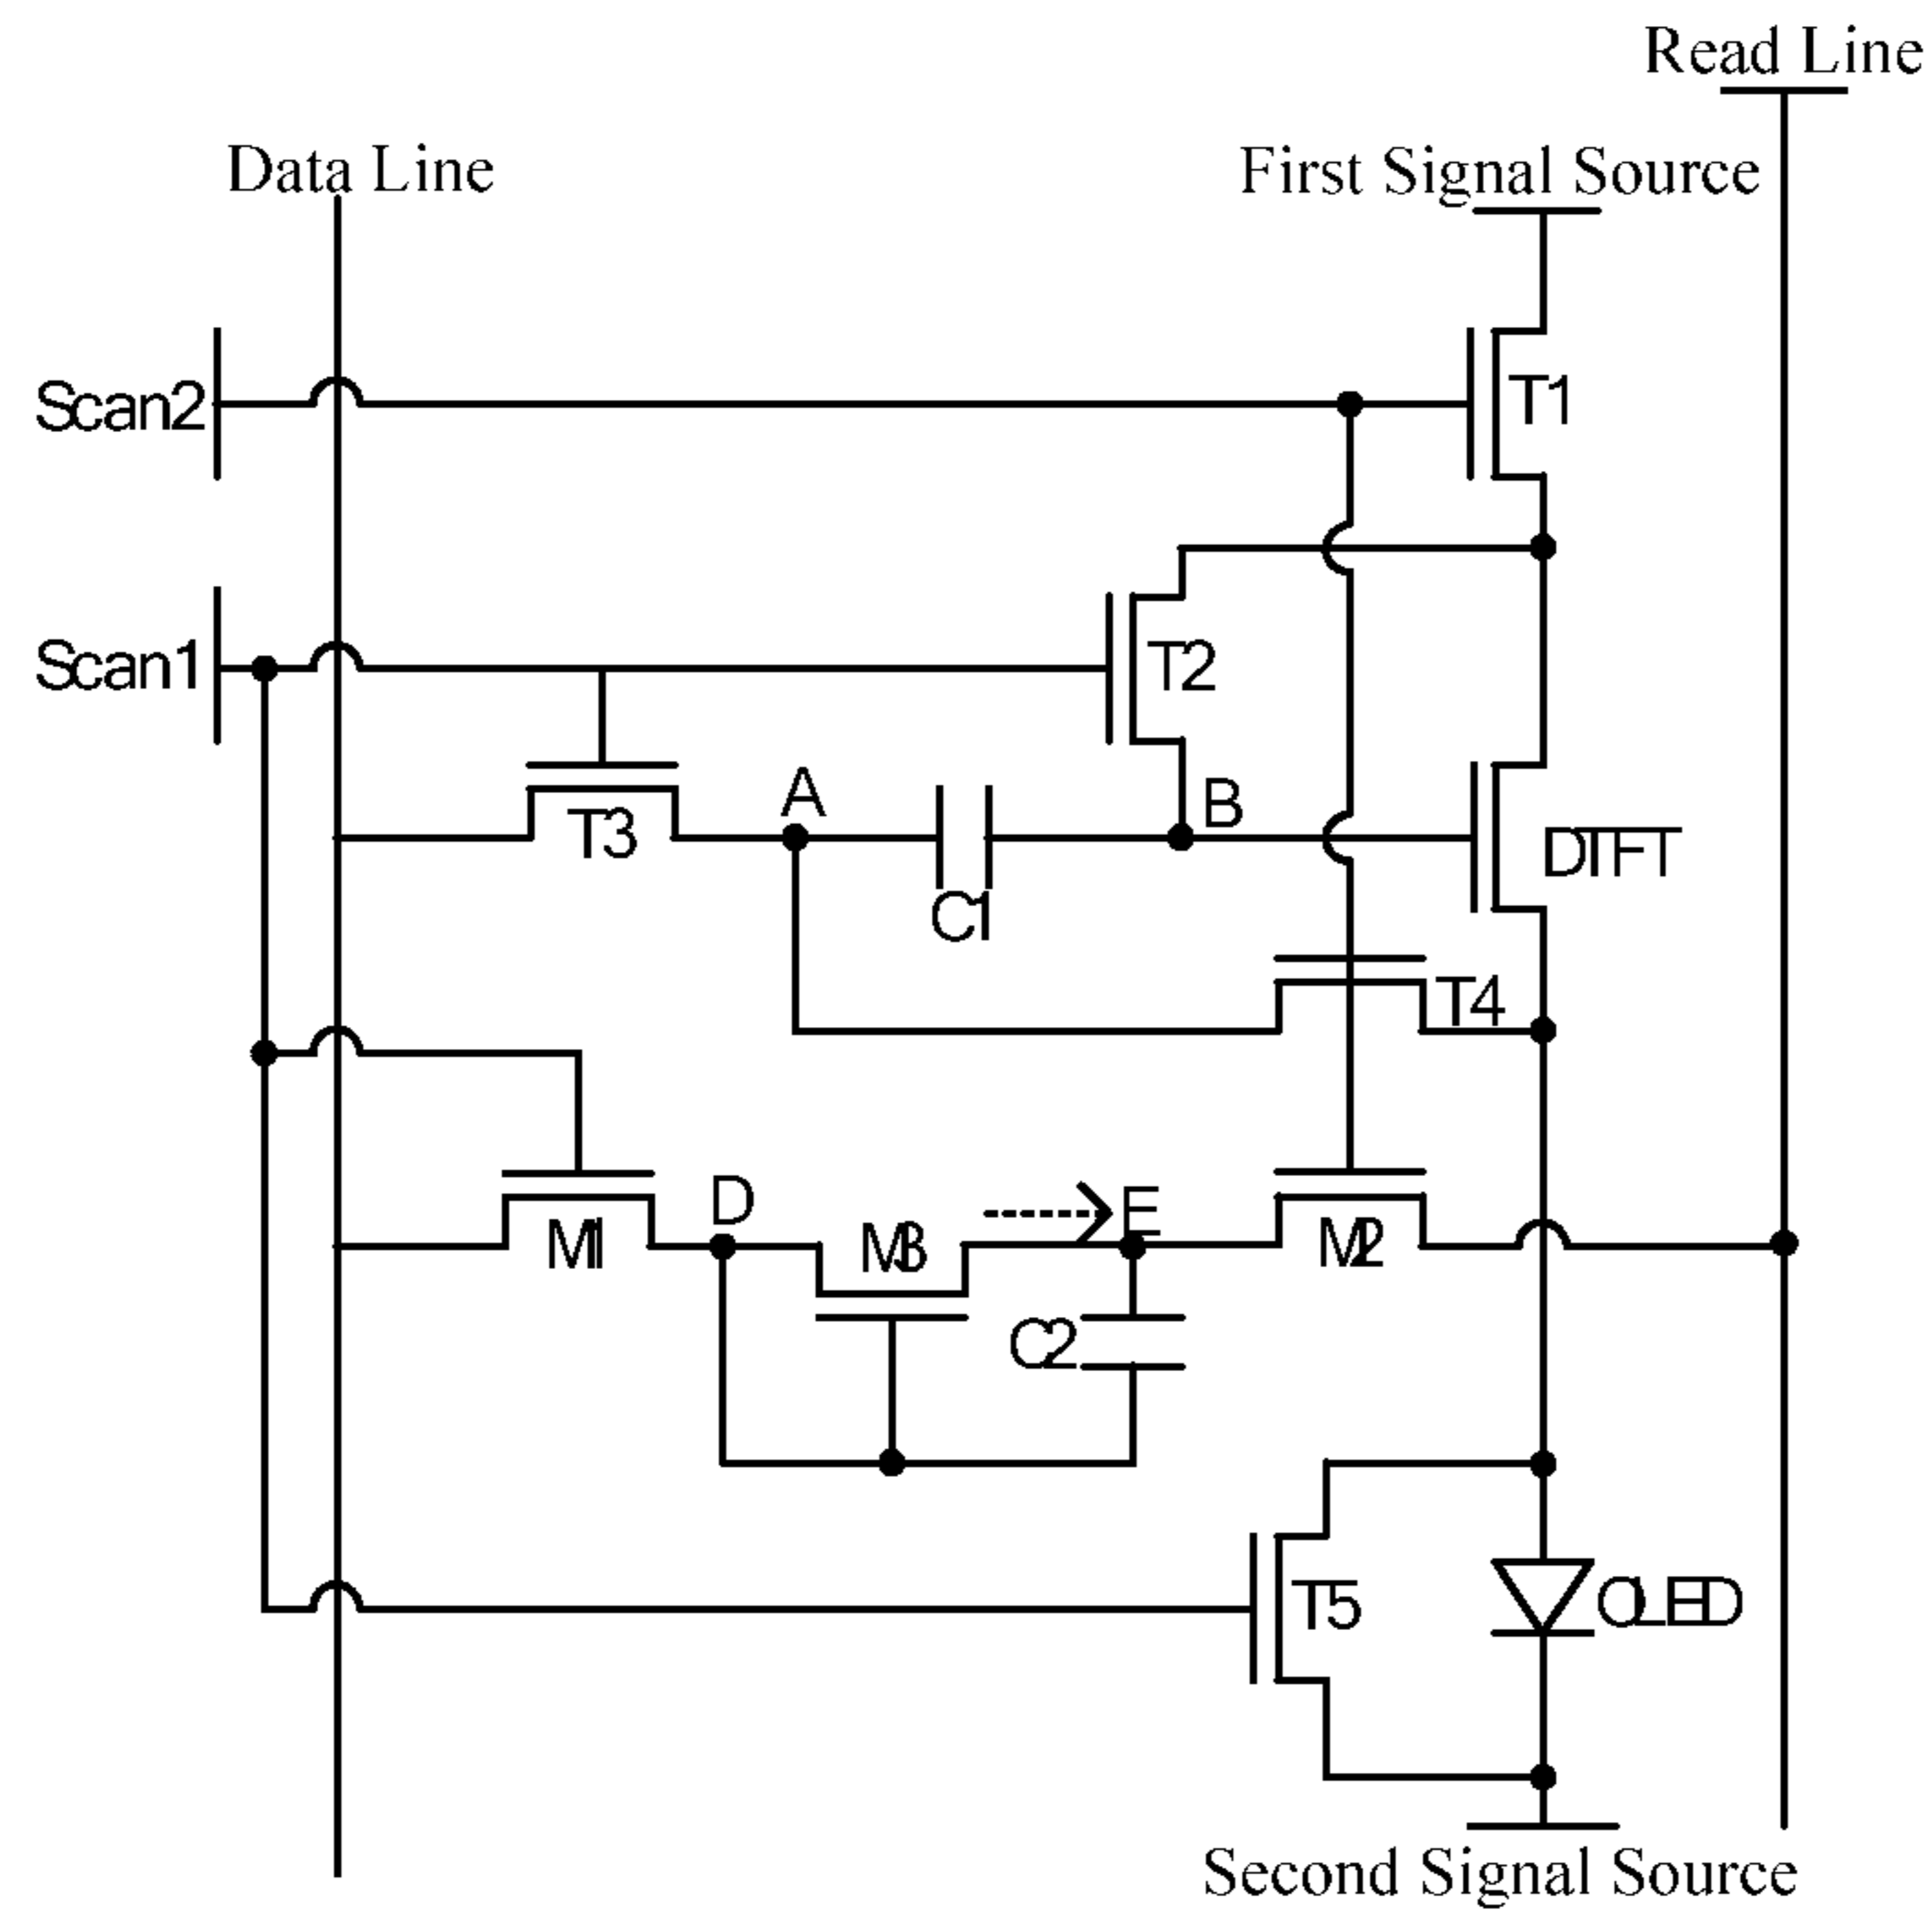 Read Line
Data Line
First Signal Source
Scan2
T1
Scan1
T2
A
B
T3
DTFT
C1
T4
D
E
M1
M3
M2
C2
T5
OLED
Second Signal Source